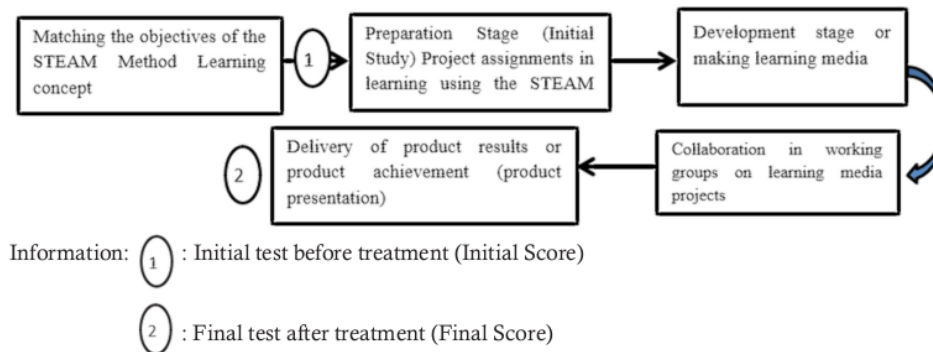 Matching the objectives of the
STEAM Method Learning
concept
1
Preparation Stage (Initial
Study) Project assignments in
learning using the STEAM
Development stage or
making learning media
Collaboration in working
groups on learning media
projects
Delivery of product results or
product achievement (product
presentation)
2
Information: 1 : Initial test before treatment (Initial Score)
2 : Final test after treatment (Final Score)